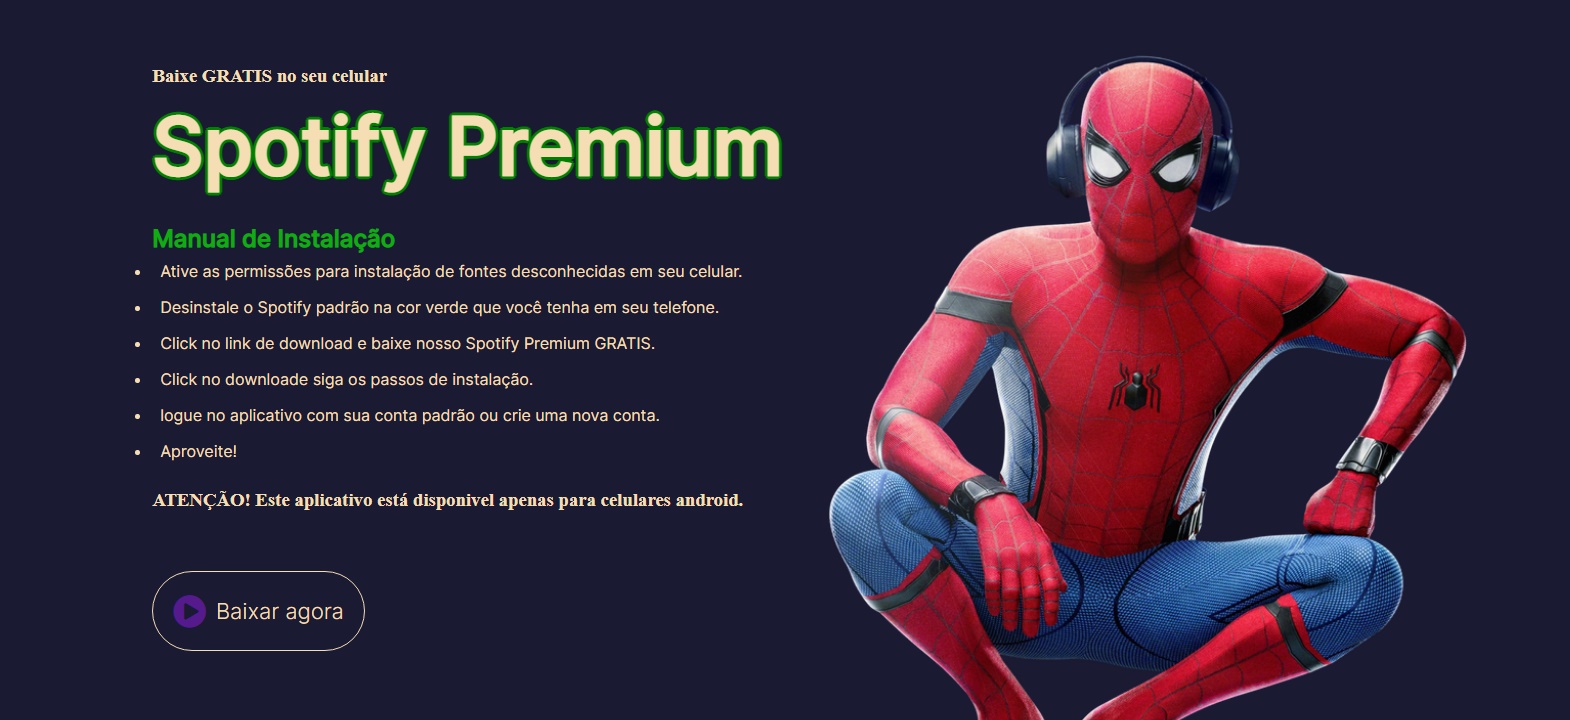 Baixe GRATIS no seu celular
Spotify Premium
Manual de Instalação
Ative as permissões para instalação de fontes desconhecidas em seu celular.
Desinstale o Spotify padrão na cor verde que você tenha em seu telefone.
Click no link de download e baixe nosso Spotify Premium GRATIS.
Click no downloade siga os passos de instalação.
logue no aplicativo com sua conta padrão ou crie uma nova conta.
Aproveite!
ATENÇÃO! Este aplicativo está disponivel apenas para celulares android.
Baixar agora